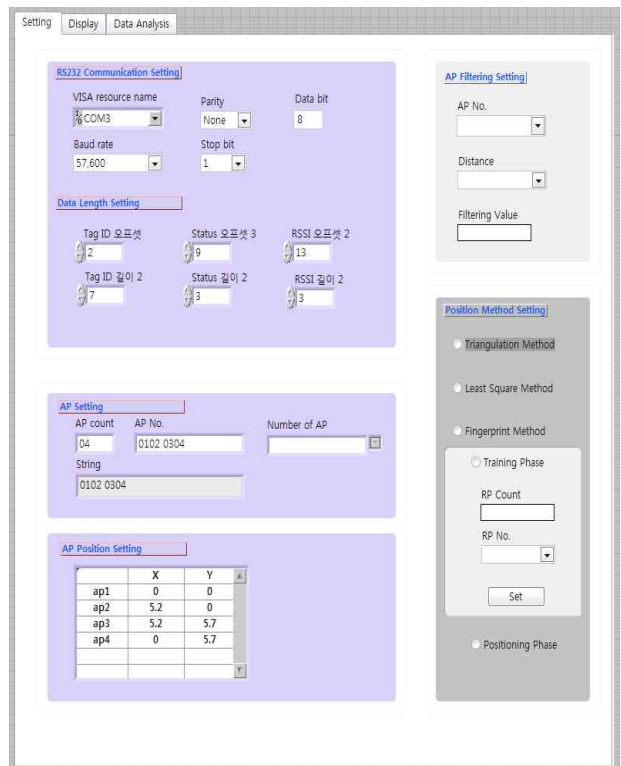 Setting Display Data Analysis
RS232 Communication Setting
VISA resource name Parity Data bit
COM3 None 8
Baud rate Stop bit
57,600 1
Data Length Setting
Tag ID 오프셋 Status 오프셋 3 RSSI 오프셋 2
2 9 13
Tag ID 길이 2 Status 길이 2 RSSI 길이 2
7 3 3
AP Setting
AP count AP No. Number of AP
04 0102 0304
String
0102 0304
AP Position Setting
X Y
ap1 0 0
ap2 5.2 0
ap3 5.2 5.7
ap4 0 5.7
AP Filtering Setting
AP No.
Distance
Filtering Value
Position Method Setting
Triangulation Method
Least Square Method
Fingerprint Method
Training Phase
RP Count
RP No.
Set
Positioning Phase